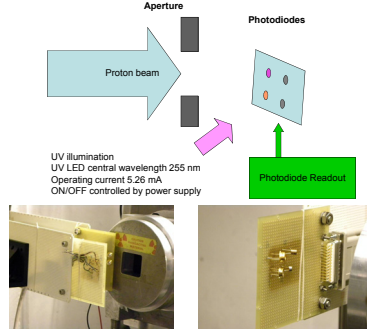 Aperture
Photodiodes
Proton beam
UV illumination
UV LED central wavelength 255 nm
Operating current 5.26 mA
ON/OFF controlled by power supply
Photodiode Readout